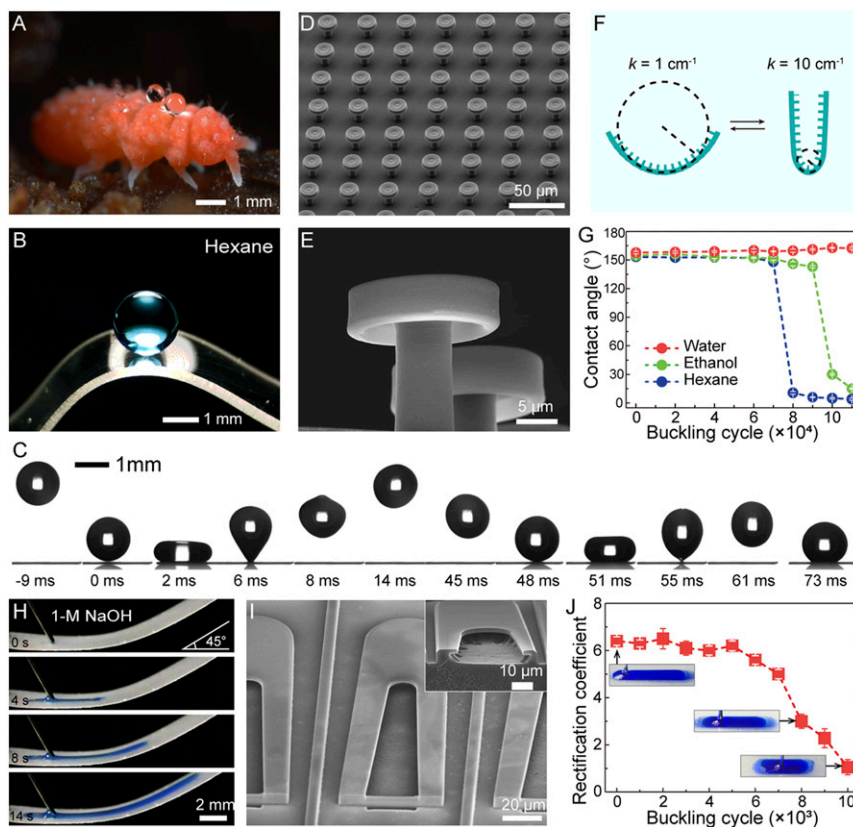 A
1 mm
D
50 µm
F
k = 1 cm⁻¹
k = 10 cm⁻¹
B
Hexane
1 mm
E
5 µm
G
Contact angle (°)
180
150
120
90
60
30
0
Water
Ethanol
Hexane
0 2 4 6 8 10
Buckling cycle (×10⁴)
C
1mm
-9 ms 0 ms 2 ms 6 ms 8 ms 14 ms 45 ms 48 ms 51 ms 55 ms 61 ms 73 ms
H
1-M NaOH
0 s
45°
4 s
8 s
14 s
2 mm
I
10 µm
20 µm
J
Rectification coefficient
8
6
4
2
0
0 2 4 6 8 10
Buckling cycle (×10³)